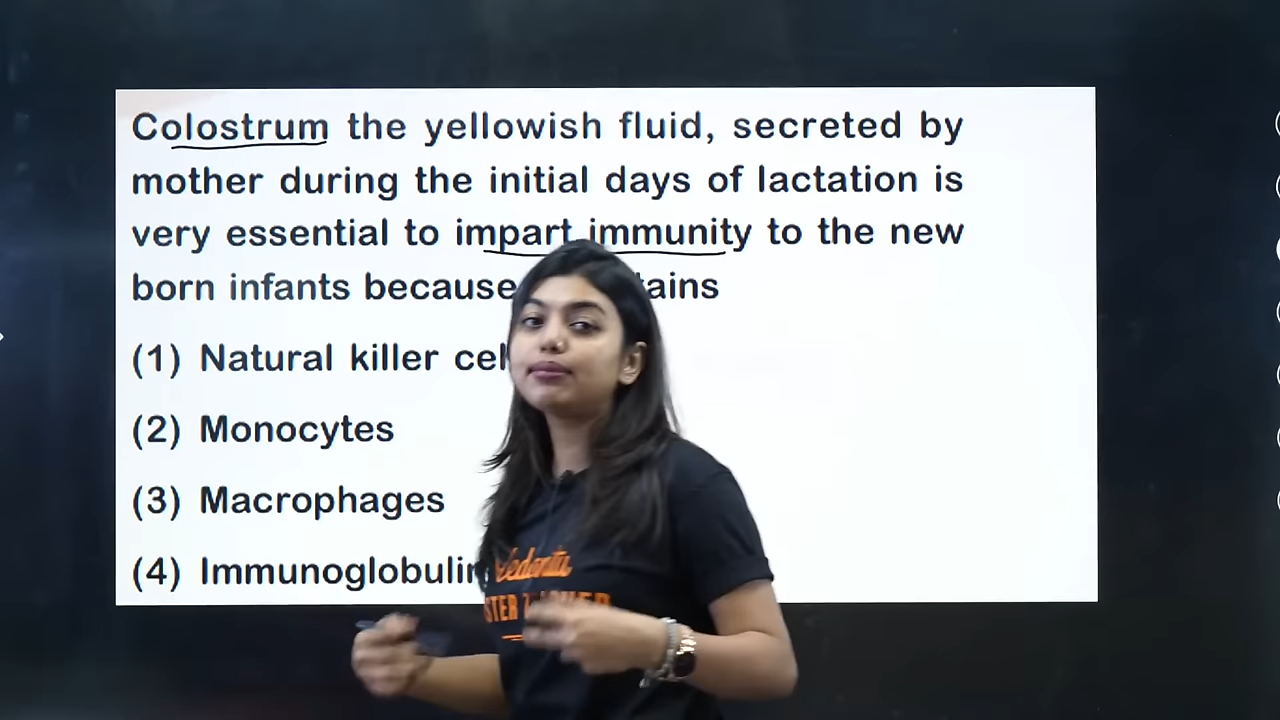 Colostrum the yellowish fluid, secreted by
mother during the initial days of lactation is
very essential to impart immunity to the new
born infants because
(1) Natural killer
(2) Monocytes
(3) Macrophages
(4)
Vedantu